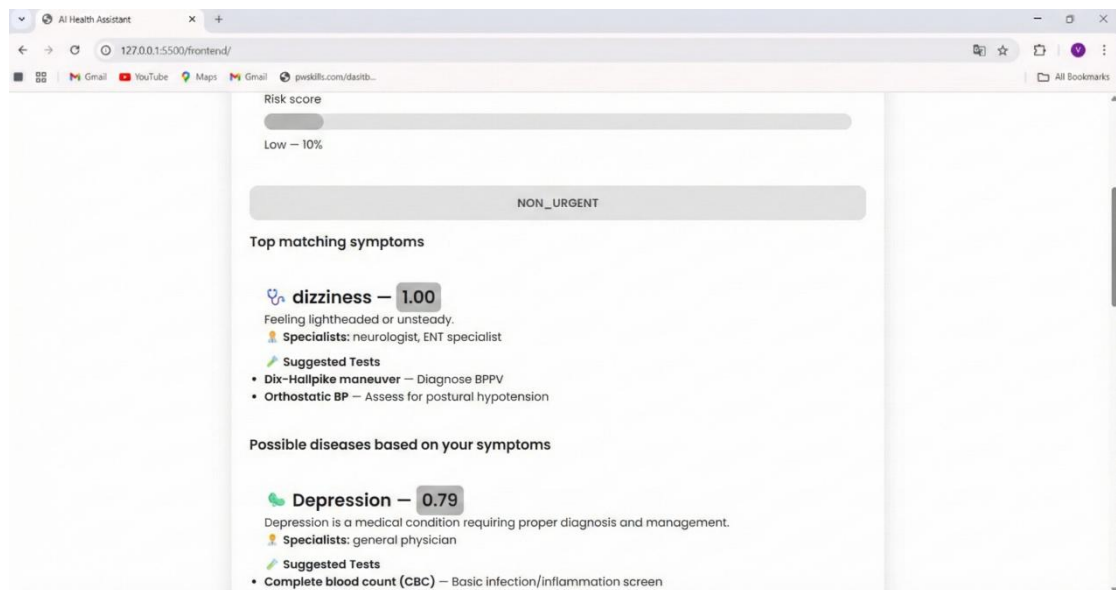 AI Health Assistant
127.0.0.1:5500/frontend/
V
Gmail YouTube Maps Gmail pwskills.com/dasitb... All Bookmarks
Risk score
Low — 10%
NON_URGENT
Top matching symptoms
dizziness — 1.00
Feeling lightheaded or unsteady.
Specialists: neurologist, ENT specialist
Suggested Tests
• Dix-Hallpike maneuver — Diagnose BPPV
• Orthostatic BP — Assess for postural hypotension
Possible diseases based on your symptoms
Depression — 0.79
Depression is a medical condition requiring proper diagnosis and management.
Specialists: general physician
Suggested Tests
• Complete blood count (CBC) — Basic infection/inflammation screen